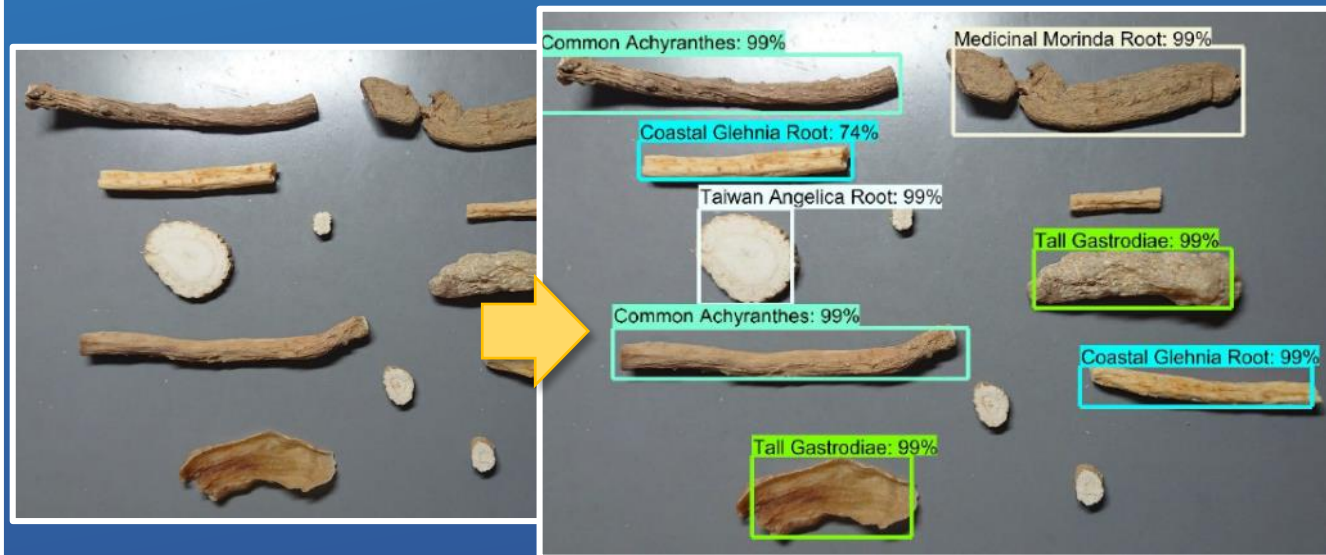 Common Achyranthes: 99%
Medicinal Morinda Root: 99%
Coastal Glehnia Root: 74%
Taiwan Angelica Root: 99%
Tall Gastrodiae: 99%
Common Achyranthes: 99%
Coastal Glehnia Root: 99%
Tall Gastrodiae: 99%